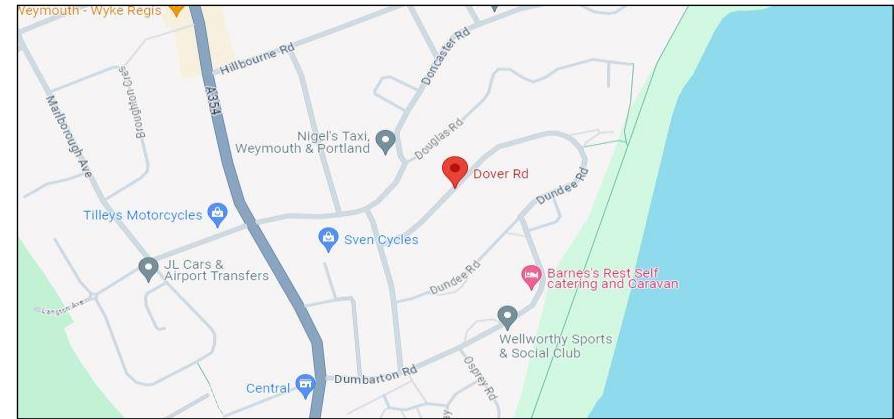 Weymouth - Wyke Regis
Hillbourne Rd
Doncaster Rd
A354
Broughton Cres
Marlborough Ave
Nigel's Taxi,
Weymouth & Portland
Douglas Rd
Dover Rd
Dundee Rd
Tilleys Motorcycles
Sven Cycles
JL Cars &
Airport Transfers
Dundee Rd
Barnes's Rest Self
catering and Caravan
Langton Ave
Wellworthy Sports
& Social Club
Dumbarton Rd
Osprey Rd
Central